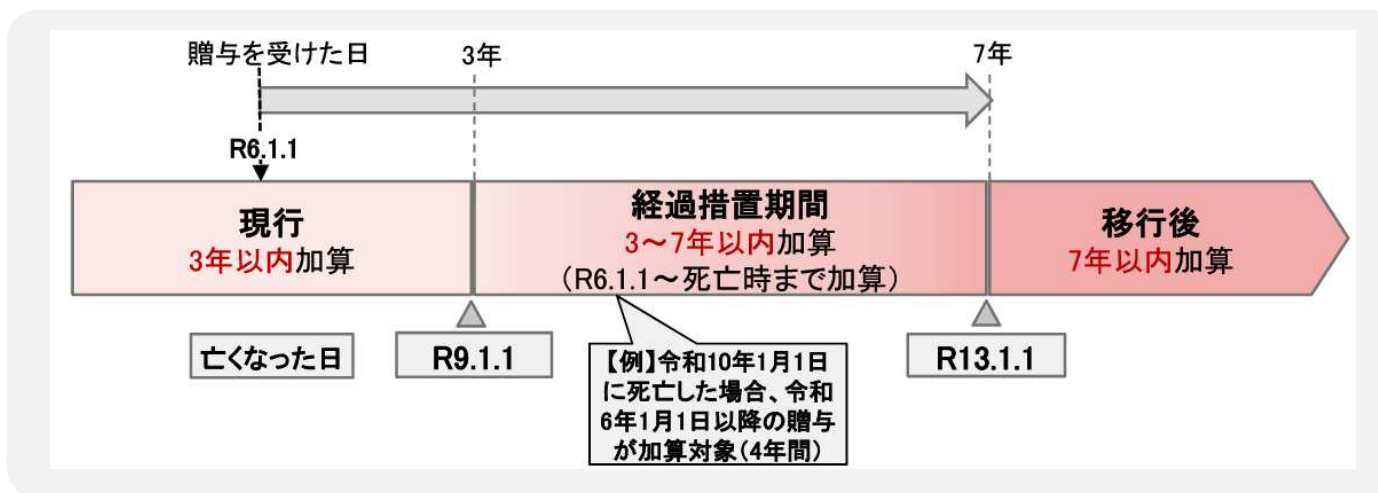 贈与を受けた日
3年
7年
R6.1.1
現行
3年以内加算
経過措置期間
3～7年以内加算
（R6.1.1～死亡時まで加算）
移行後
7年以内加算
亡くなった日
R9.1.1
R13.1.1
【例】令和10年1月1日
に死亡した場合、令和
6年1月1日以降の贈与
が加算対象（4年間）